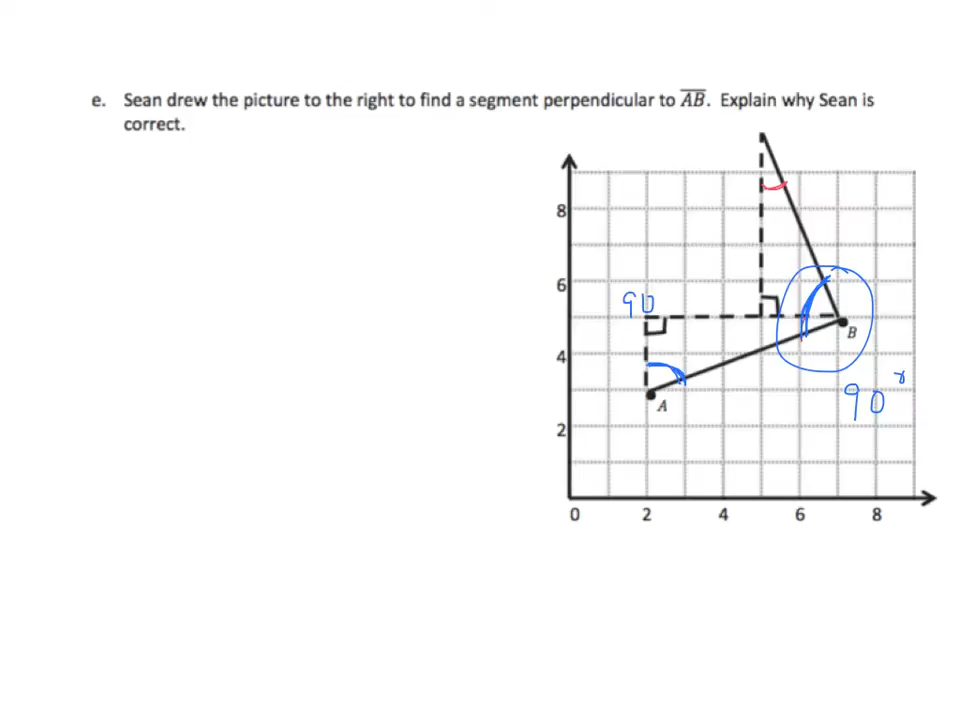 e. Sean drew the picture to the right to find a segment perpendicular to AB. Explain why Sean is
correct.
8
6
90
B
4
90°
A
2
0 2 4 6 8